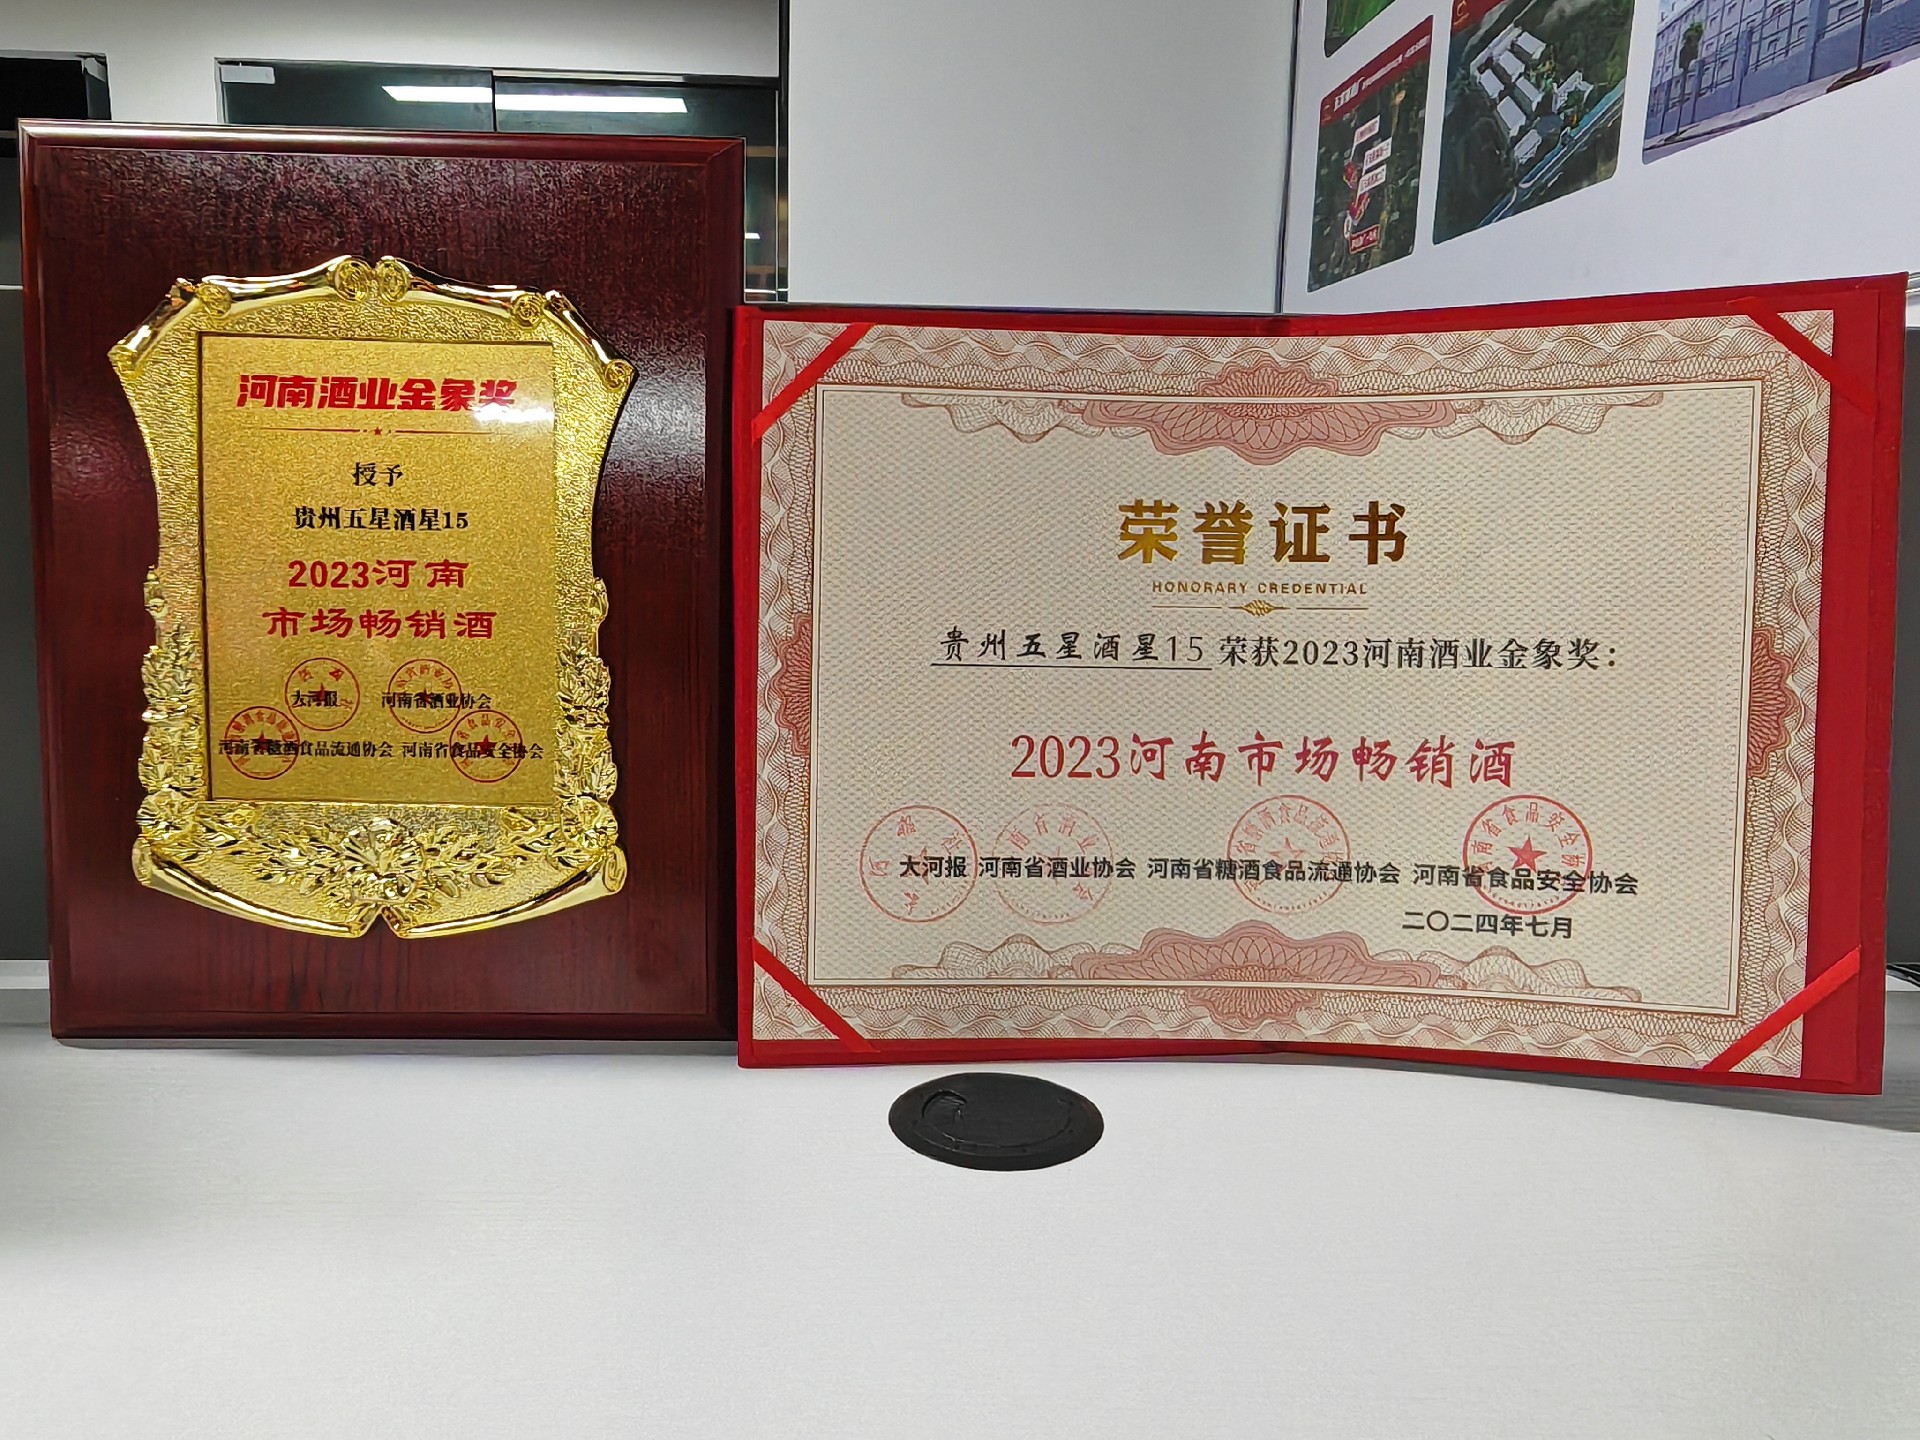 河南酒业金象奖
授予
贵州五星酒星15
2023河南
市场畅销酒
大河报 河南省酒业协会
河南省糖酒食品流通协会 河南省食品安全协会
荣誉证书
HONORARY CREDENTIAL
贵州五星酒星15 荣获2023河南酒业金象奖：
2023河南市场畅销酒
大河报 河南省酒业协会 河南省糖酒食品流通协会 河南省食品安全协会
二〇二四年七月